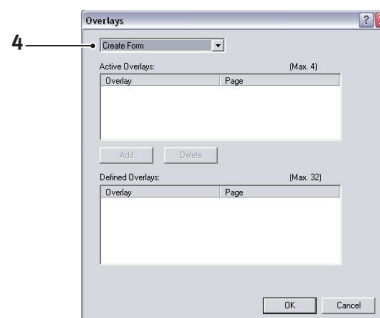 Overlays
?
4
Create Form
Active Overlays: (Max. 4)
Overlay Page
Add Delete
Defined Overlays: (Max. 32)
Overlay Page
OK Cancel